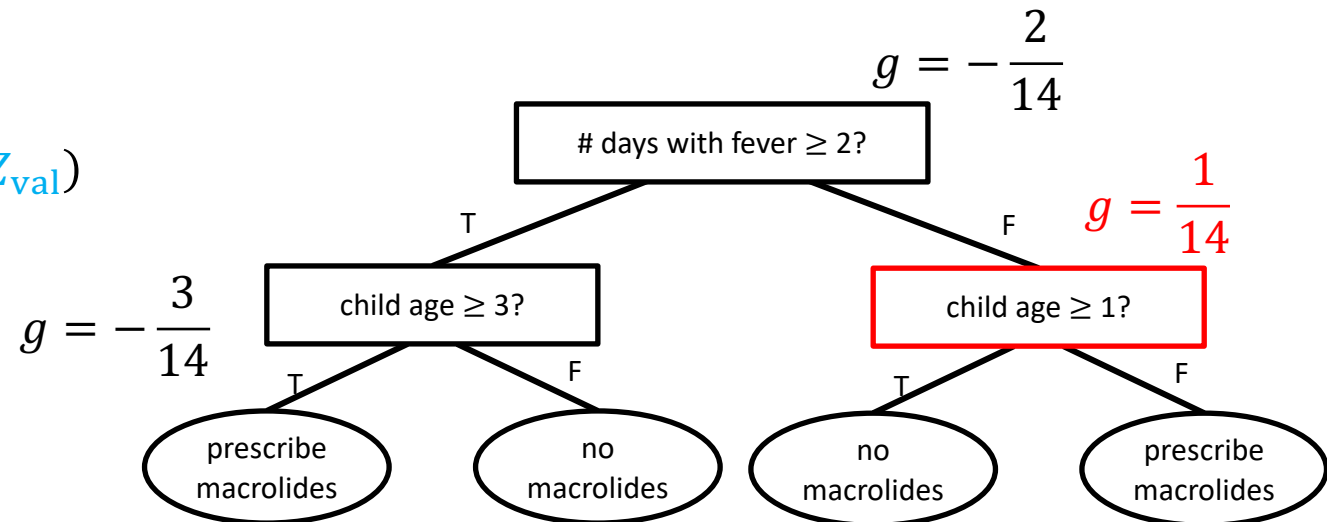 g = − 2/14
# days with fever ≥ 2?
Z_val)
T
F
g = 1/14
g = − 3/14
child age ≥ 3?
child age ≥ 1?
T
F
T
F
prescribe
macrolides
no
macrolides
no
macrolides
prescribe
macrolides